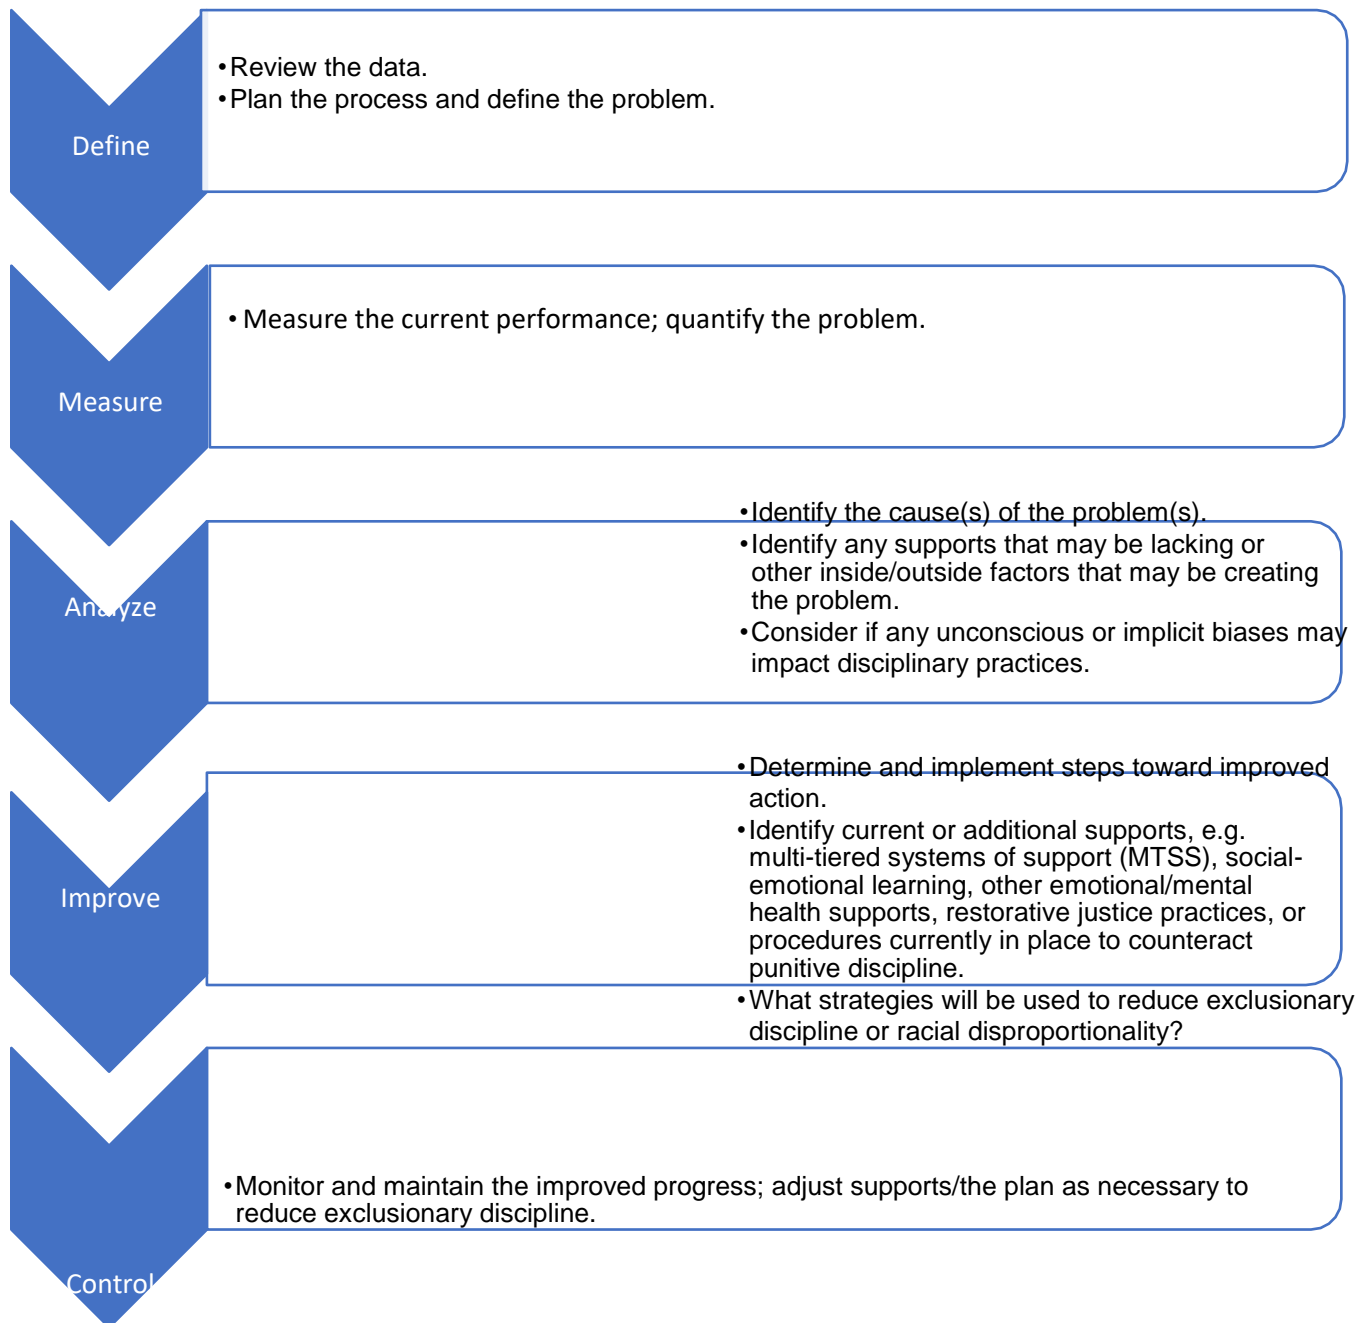 Define
•Review the data.
•Plan the process and define the problem.
Measure
• Measure the current performance; quantify the problem.
Analyze
•Identify the cause(s) of the problem(s).
•Identify any supports that may be lacking or
other inside/outside factors that may be creating
the problem.
•Consider if any unconscious or implicit biases may
impact disciplinary practices.
Improve
•Determine and implement steps toward improved
action.
•Identify current or additional supports, e.g.
multi-tiered systems of support (MTSS), social-
emotional learning, other emotional/mental
health supports, restorative justice practices, or
procedures currently in place to counteract
punitive discipline.
•What strategies will be used to reduce exclusionary
discipline or racial disproportionality?
Control
•Monitor and maintain the improved progress; adjust supports/the plan as necessary to
reduce exclusionary discipline.